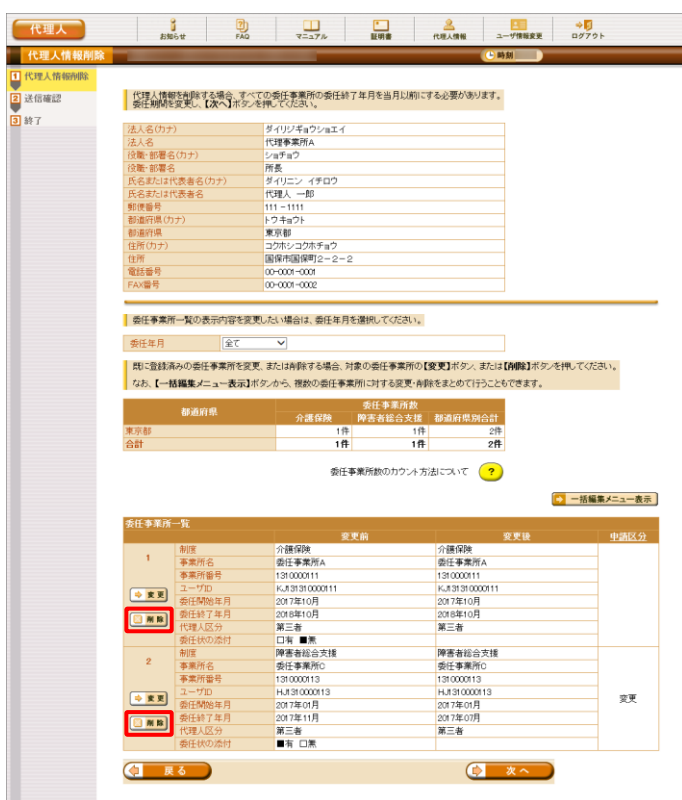 代理人
お知らせ
FAQ
マニュアル
証明書
代理人情報
ユーザ情報変更
ログアウト
代理人情報削除
時刻
1 代理人情報削除
2 送信確認
3 終了
代理人情報を削除する場合、すべての委任事業所の委任終了年月を当月以前にする必要があります。
委任期間を変更し、【次へ】ボタンを押してください。
法人名(カナ) ダイリジギョウショエイ
法人名 代理事業所A
役職・部署名(カナ) ショチョウ
役職・部署名 所長
氏名または代表者名(カナ) ダイリニン イチロウ
氏名または代表者名 代理人 一郎
郵便番号 111 -1111
都道府県(カナ) トウキョウト
都道府県 東京都
住所(カナ) コクホシコクホチョウ
住所 国保市国保町2-2-2
電話番号 00-0001-0001
FAX番号 00-0001-0002
委任事業所一覧の表示内容を変更したい場合は、委任年月を選択してください。
委任年月 全て
既に登録済みの委任事業所を変更、または削除する場合、対象の委任事業所の【変更】ボタン、または【削除】ボタンを押してください。
なお、【一括編集メニュー表示】ボタンから、複数の委任事業所に対する変更・削除をまとめて行うこともできます。
都道府県 委任事業所数
介護保険 障害者総合支援 都道府県別合計
東京都 1件 1件 2件
合計 1件 1件 2件
委任事業所数のカウント方法について ?
一括編集メニュー表示
委任事業所一覧
変更前 変更後 申請区分
1
変更
削除
制度 介護保険 介護保険
事業所名 委任事業所A 委任事業所A
事業所番号 1310000111 1310000111
ユーザID KJ131310000111 KJ131310000111
委任開始年月 2017年10月 2017年10月
委任終了年月 2018年10月 2018年10月
代理人区分 第三者 第三者
委任状の添付 □有 ■無
2
変更
削除
制度 障害者総合支援 障害者総合支援
事業所名 委任事業所C 委任事業所C
事業所番号 1310000113 1310000113
ユーザID HJ1310000113 HJ1310000113
委任開始年月 2017年01月 2017年01月
委任終了年月 2017年11月 2017年07月
代理人区分 第三者 第三者
委任状の添付 ■有 □無
変更
戻る
次へ